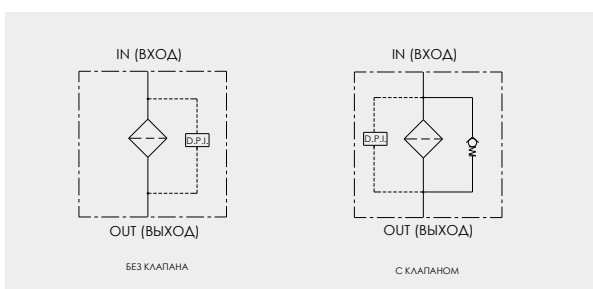 IN (ВХОД)
IN (ВХОД)
D.P.I.
D.P.I.
OUT (ВЫХОД)
OUT (ВЫХОД)
БЕЗ КЛАПАНА
С КЛАПАНОМ